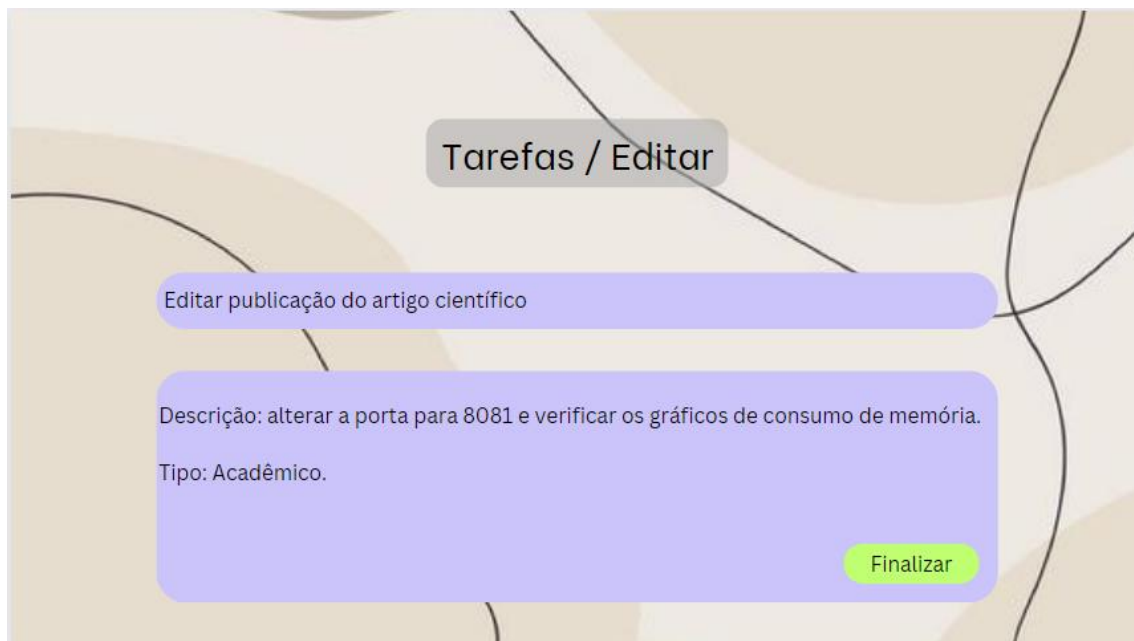 Tarefas / Editar
Editar publicação do artigo científico
Descrição: alterar a porta para 8081 e verificar os gráficos de consumo de memória.
Tipo: Acadêmico.
Finalizar